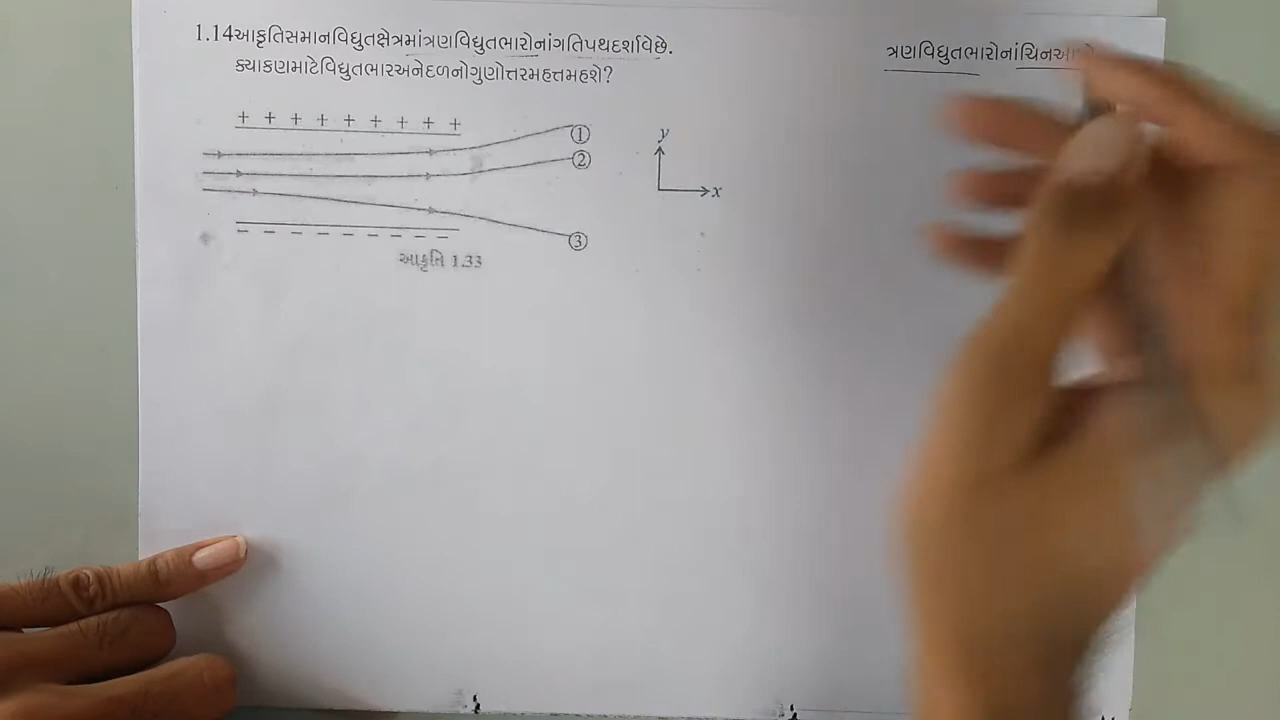 1.14આકૃતિસમાનવિદ્યુતક્ષેત્રમાંત્રણવિદ્યુતભારોનાંગતિપથદર્શાવેછે.
ત્રણવિદ્યુતભારોનાંચિન
ક્યાકણમાટેવિદ્યુતભારઅનેદળનોગુણોત્તરમહત્તમહશે?
+ + + + + + + + +
① y
②
x
③
– – – – – – – –
આકૃતિ 1.33